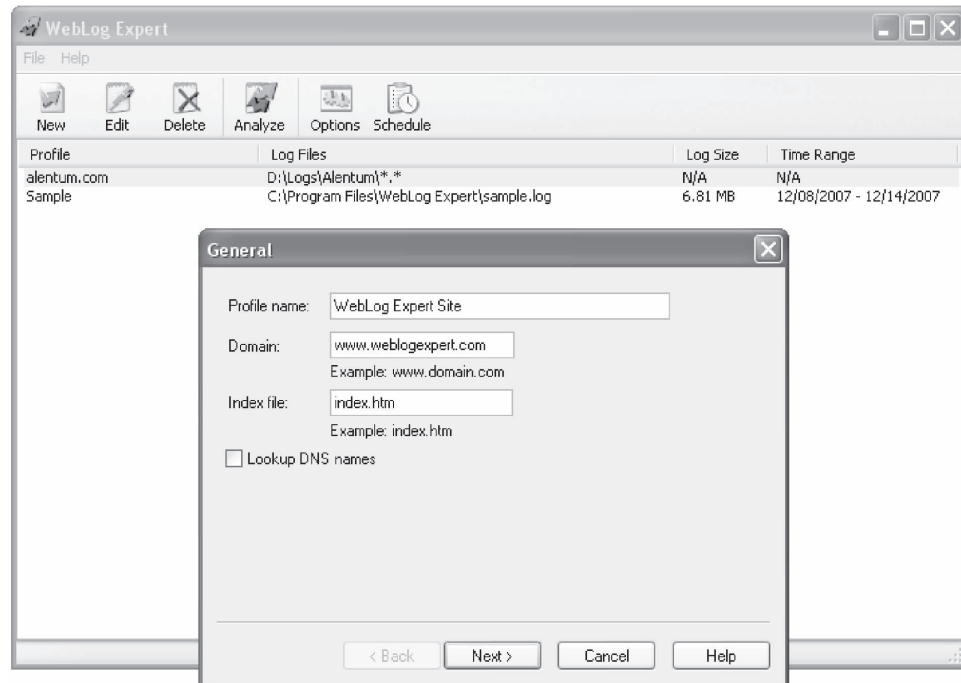 WebLog Expert
File Help
New Edit Delete Analyze Options Schedule
Profile Log Files Log Size Time Range
alentum.com D:\Logs\Alentum\*.* N/A N/A
Sample C:\Program Files\WebLog Expert\sample.log 6.81 MB 12/08/2007 - 12/14/2007
General
Profile name: WebLog Expert Site
Domain: www.weblogexpert.com
Example: www.domain.com
Index file: index.htm
Example: index.htm
Lookup DNS names
< Back Next > Cancel Help